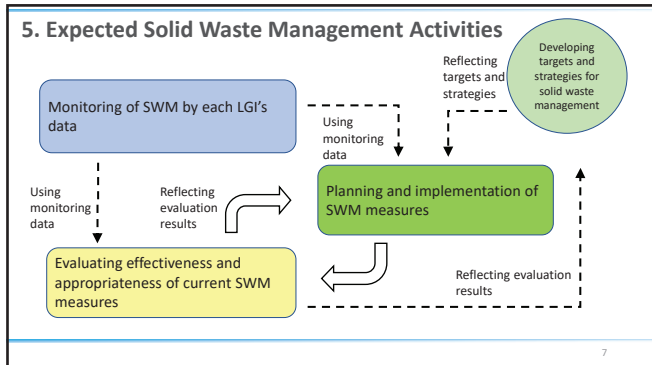 5. Expected Solid Waste Management Activities
Developing
targets and
strategies for
solid waste
management
Reflecting
targets and
strategies
Monitoring of SWM by each LGI's
data
Using
monitoring
data
Using
monitoring
data
Reflecting
evaluation
results
Planning and implementation of
SWM measures
Evaluating effectiveness and
appropriateness of current SWM
measures
Reflecting evaluation
results
7